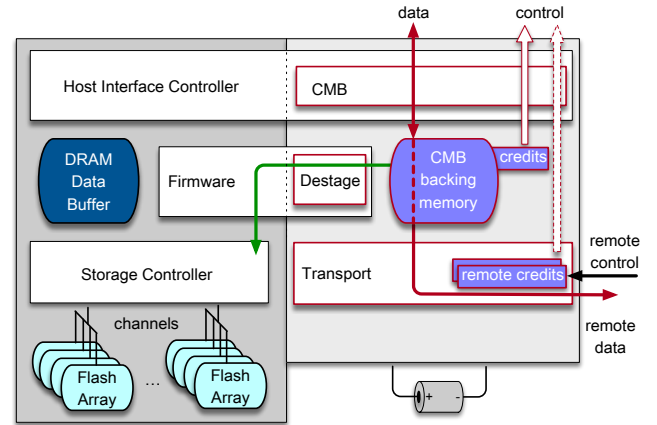 data
control
Host Interface Controller
CMB
DRAM
Data
Buffer
Firmware
Destage
CMB
backing
memory
credits
Storage Controller
Transport
remote credits
remote
control
remote
data
channels
Flash
Array
...
Flash
Array
+
-